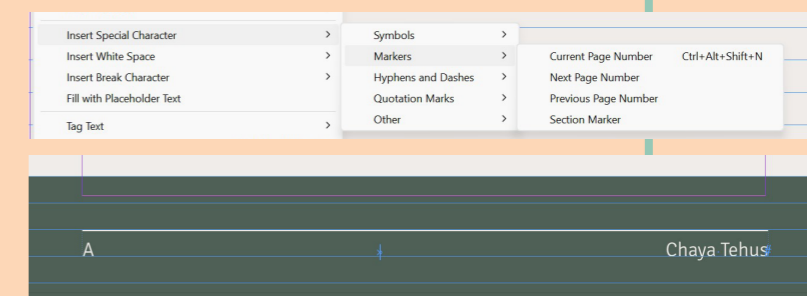 Insert Special Character > Symbols >
Insert White Space > Markers > Current Page Number Ctrl+Alt+Shift+N
Insert Break Character > Hyphens and Dashes > Next Page Number
Fill with Placeholder Text Quotation Marks > Previous Page Number
Tag Text > Other > Section Marker
A » Chaya Tehus#